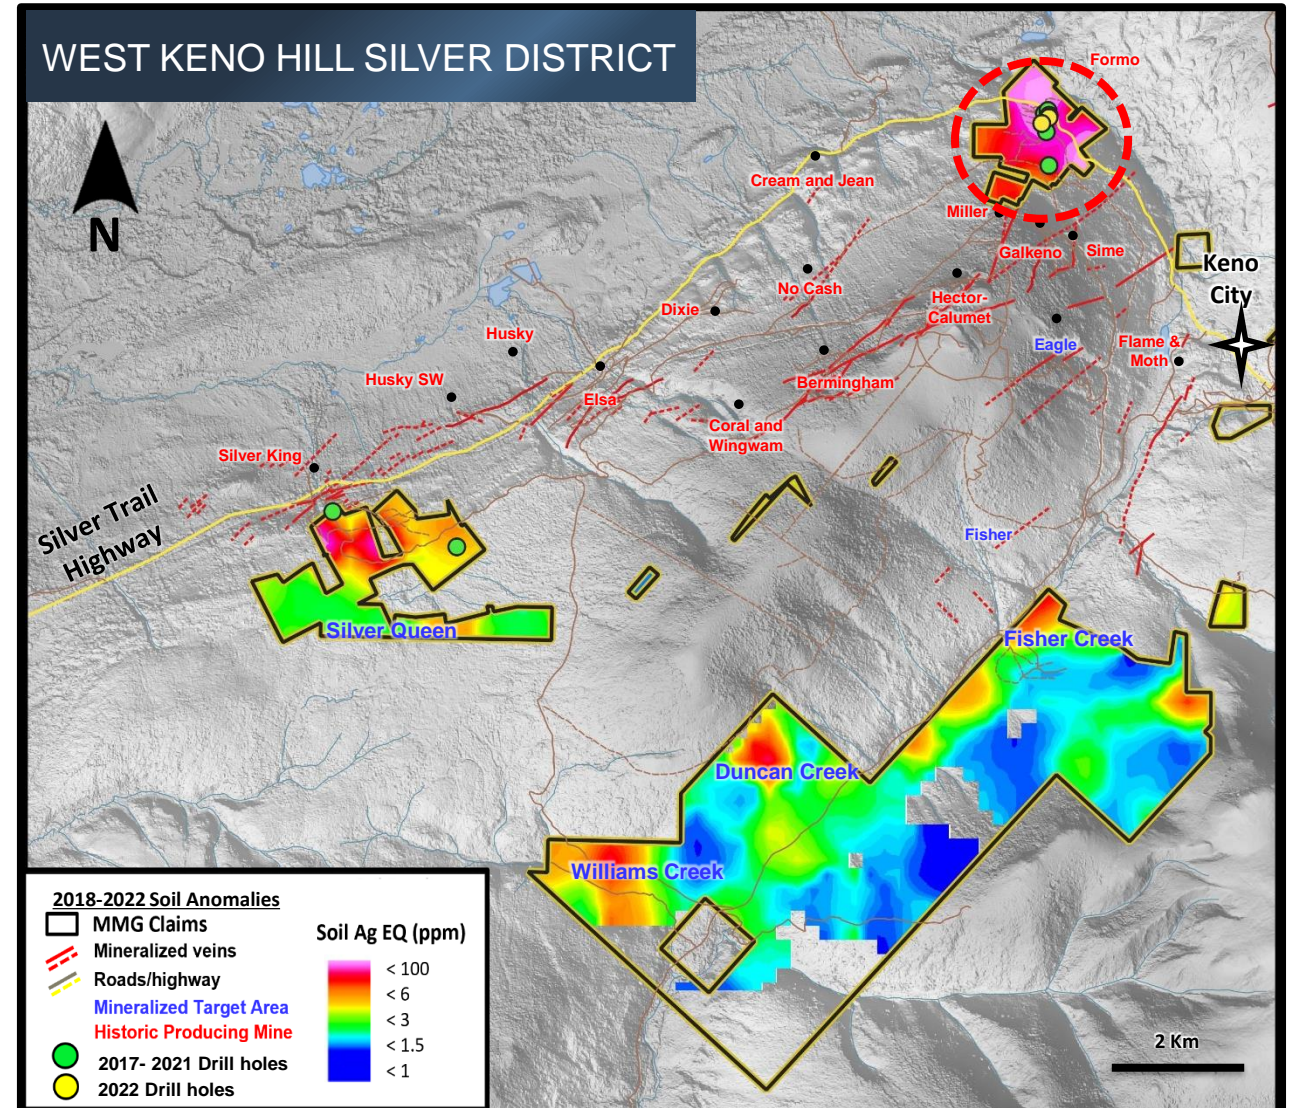 WEST KENO HILL SILVER DISTRICT
Formo
N
Cream and Jean
Miller
Galkeno
Sime
Keno
City
No Cash
Hector-
Calumet
Dixie
Eagle
Flame &
Moth
Husky
Bermingham
Husky SW
Elsa
Coral and
Wingwam
Silver King
Silver Trail
Highway
Fisher
Silver Queen
Fisher Creek
Duncan Creek
Williams Creek
2018-2022 Soil Anomalies
MMG Claims
Mineralized veins
Roads/highway
Mineralized Target Area
Historic Producing Mine
2017- 2021 Drill holes
2022 Drill holes
Soil Ag EQ (ppm)
< 100
< 6
< 3
< 1.5
< 1
2 Km